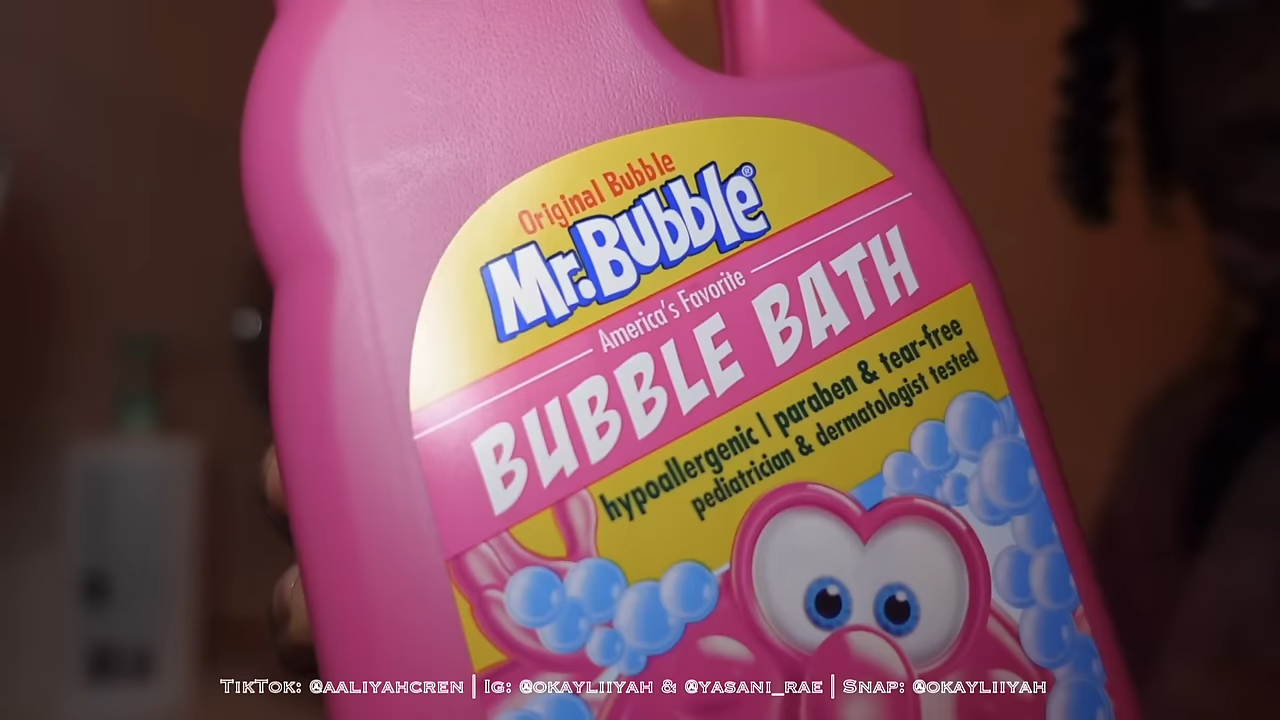 Original Bubble
Mr. Bubble®
America's Favorite
BUBBLE BATH
hypoallergenic | paraben & tear-free
pediatrician & dermatologist tested
TikTok: @aaliyahcren | Ig: @okayliiyah & @yasani_rae | Snap: @okayliiyah